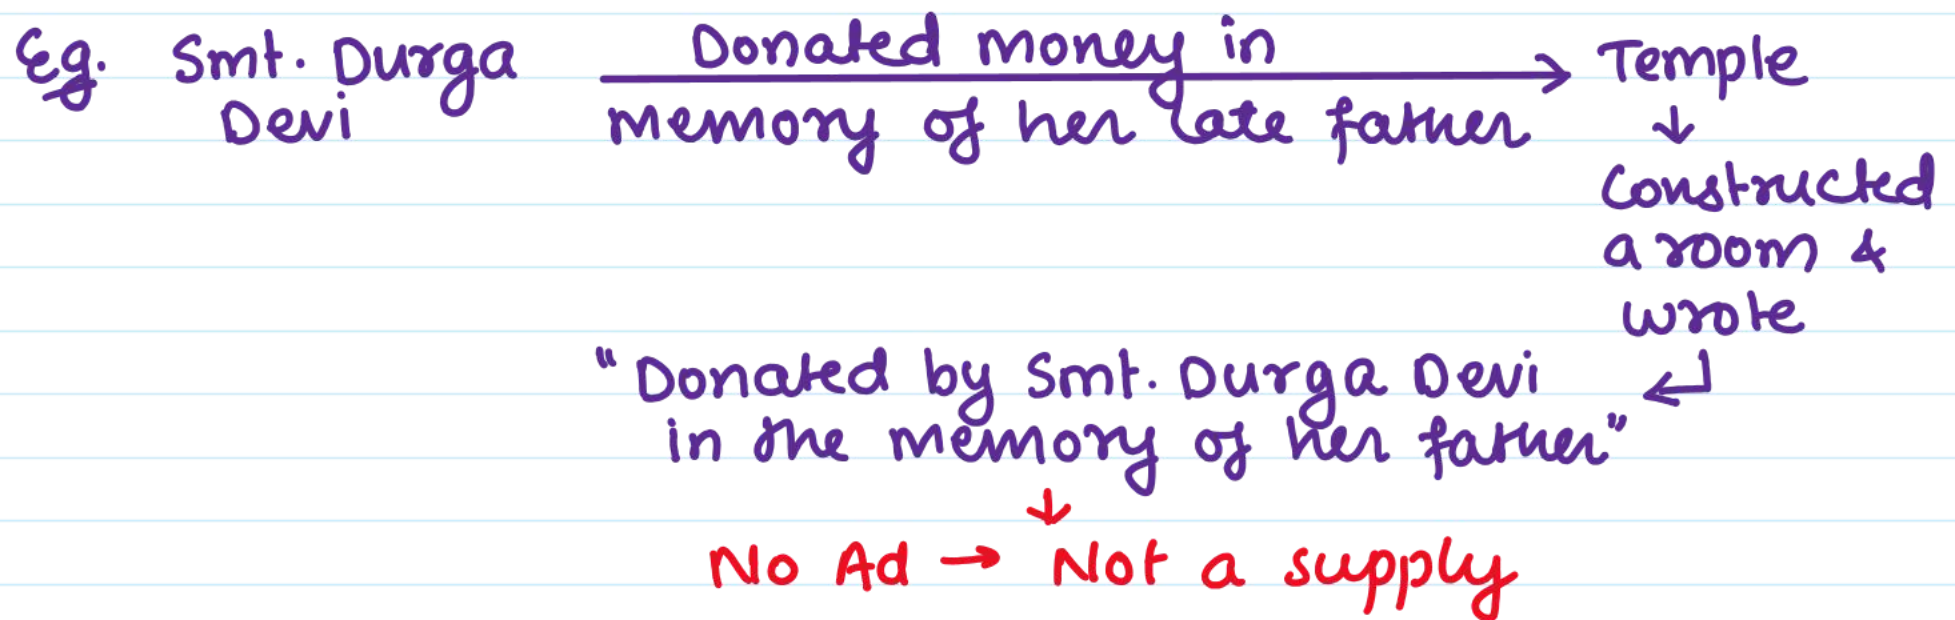 Eg. Smt. Durga Devi
Donated money in
memory of her late father
→ Temple
↓
Constructed
a room &
wrote
"Donated by Smt. Durga Devi
in the memory of her father"
↓
No Ad → Not a supply